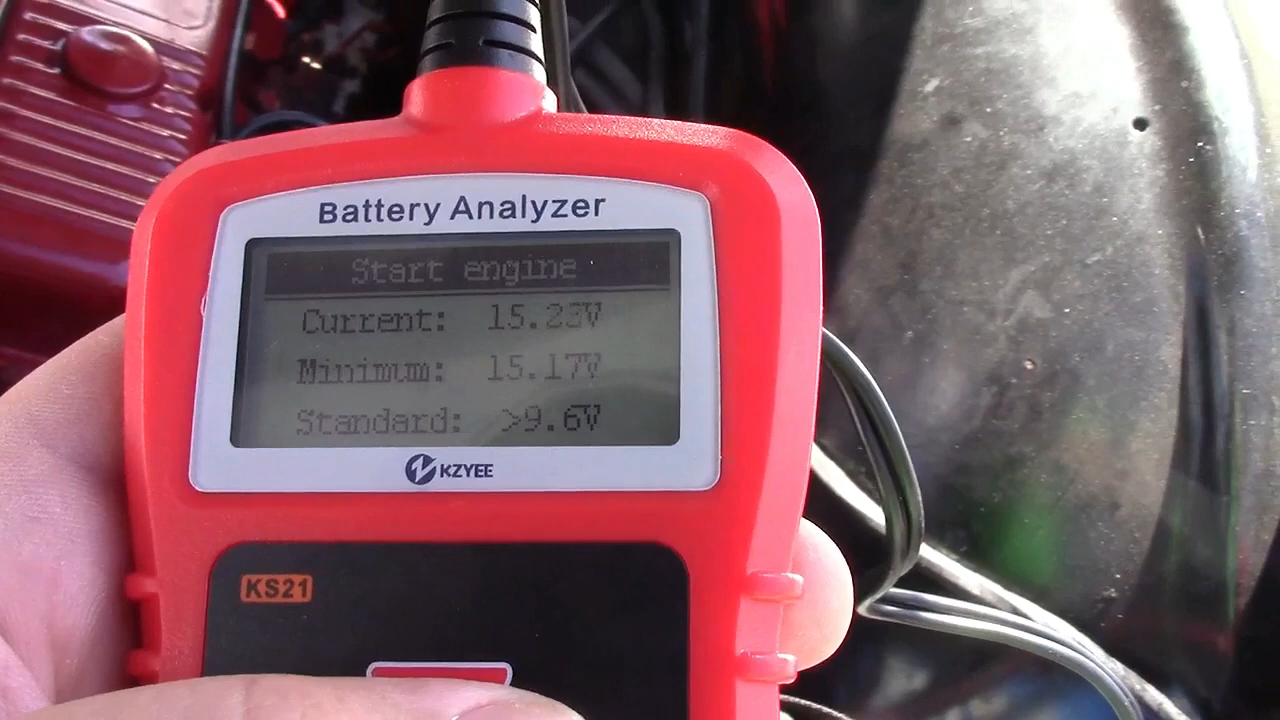 Battery Analyzer
Start engine
Current: 15.23V
Minimum: 15.17V
Standard: >9.6V
KZYEE
KS21